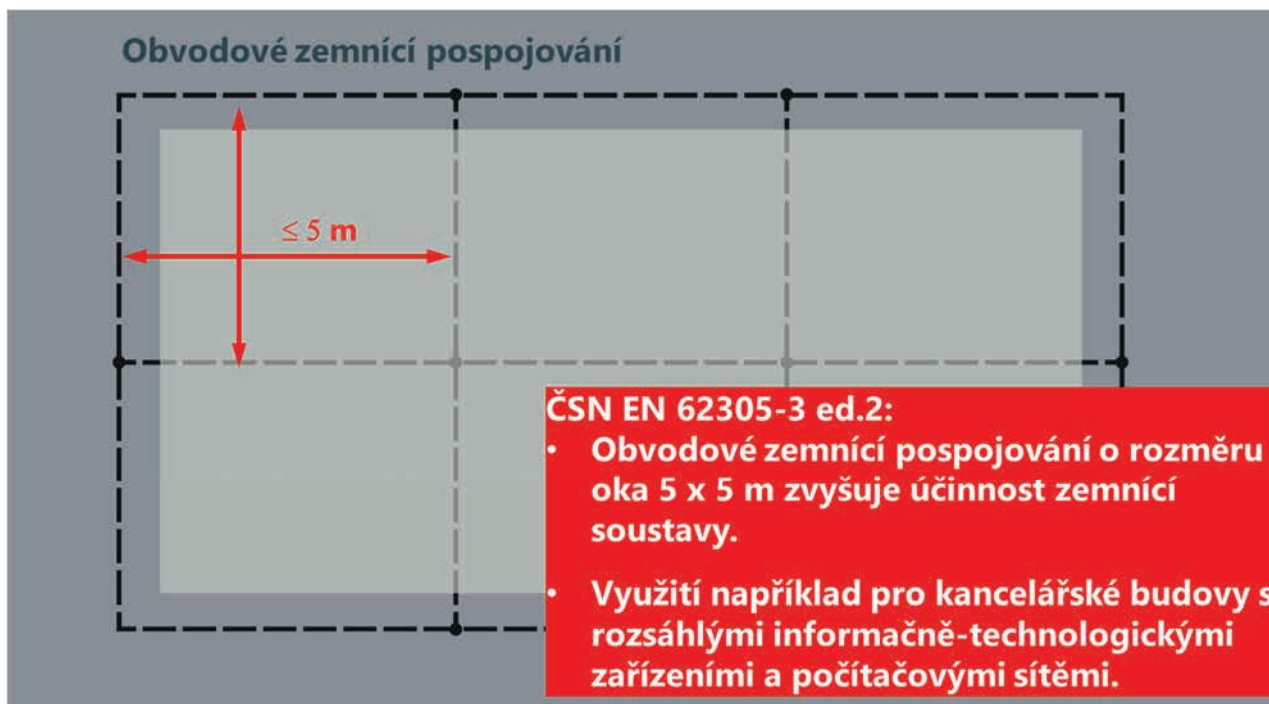 Obvodové zemnící pospojování
≤ 5 m
ČSN EN 62305-3 ed.2:
• Obvodové zemnící pospojování o rozměru
oka 5 x 5 m zvyšuje účinnost zemnící
soustavy.
• Využití například pro kancelářské budovy s
rozsáhlými informačně-technologickými
zařízeními a počítačovými sítěmi.